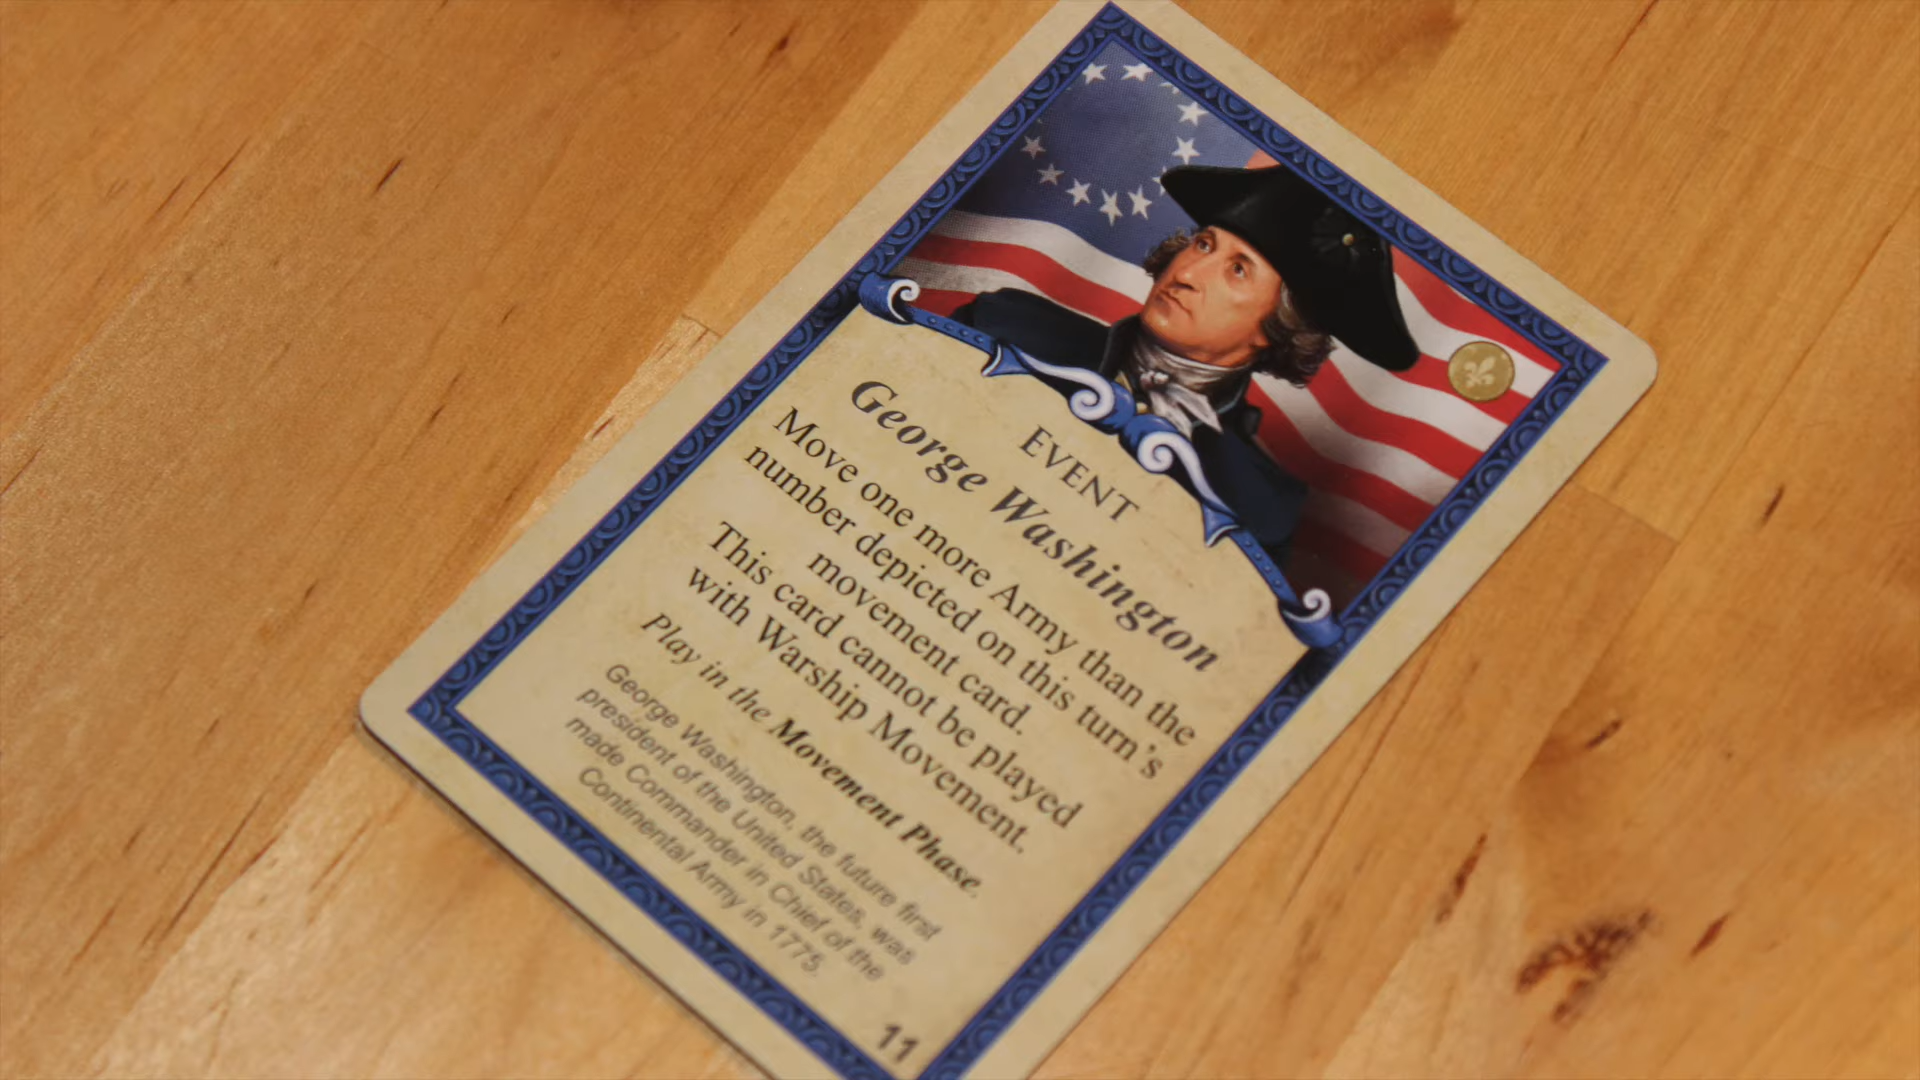 EVENT
George Washington
Move one more Army than the
number depicted on this turn's
movement card.
This card cannot be played
with Warship Movement.
Play in the Movement Phase.
George Washington, the future first
president of the United States, was
made Commander in Chief of the
Continental Army in 1775.
11